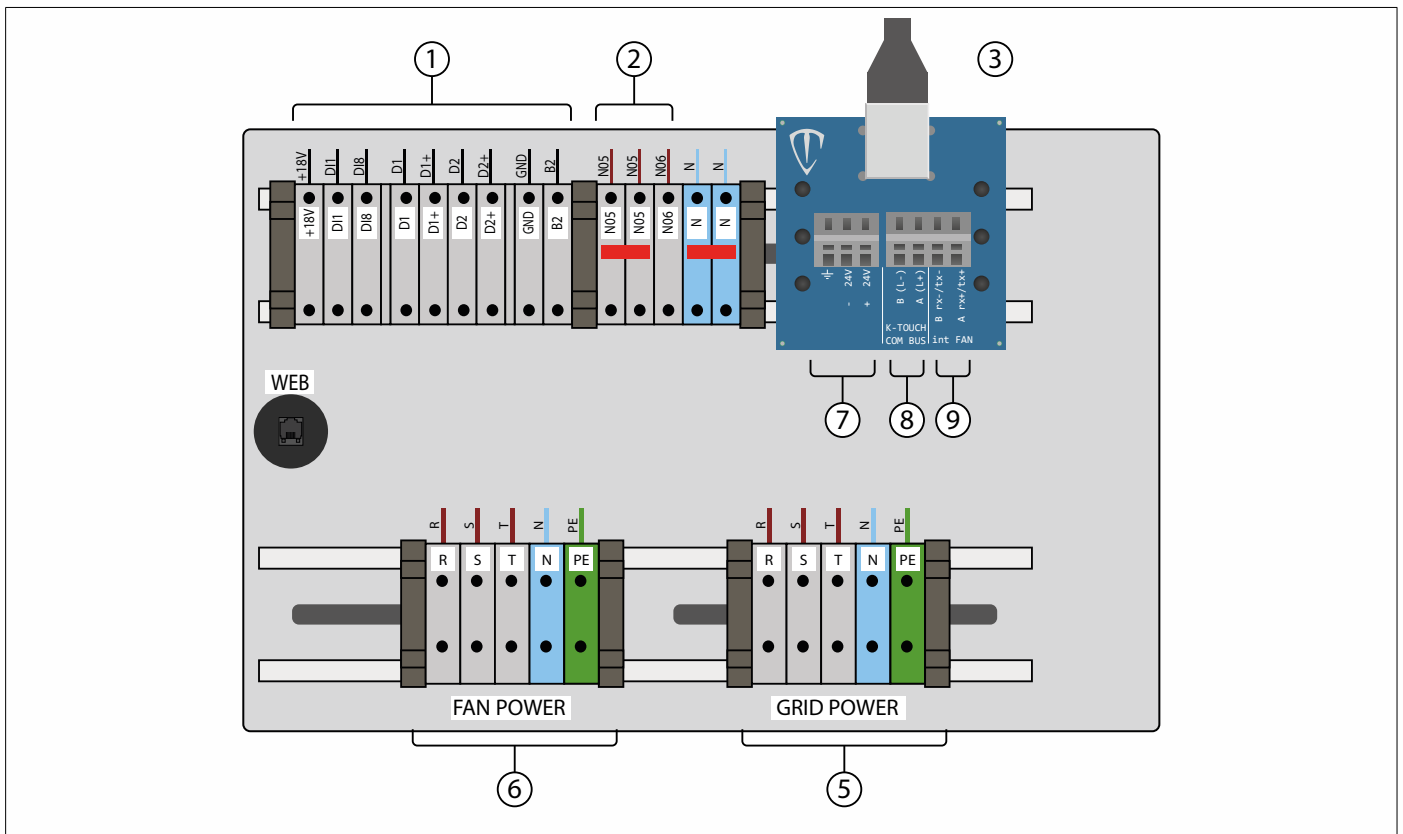 1
2
3
+18V DI1 DI8 D1 D1+ D2 D2+ GND B2 N05 N05 N06 N N
+18V DI1 DI8 D1 D1+ D2 D2+ GND B2 N05 N05 N06 N N
- 24V
+ 24V
B (L-)
A (L+)
B rx-/tx-
A rx+/tx+
K-TOUCH
COM BUS int FAN
7 8 9
WEB
R S T N PE
R S T N PE
R S T N PE
R S T N PE
FAN POWER
GRID POWER
6
5